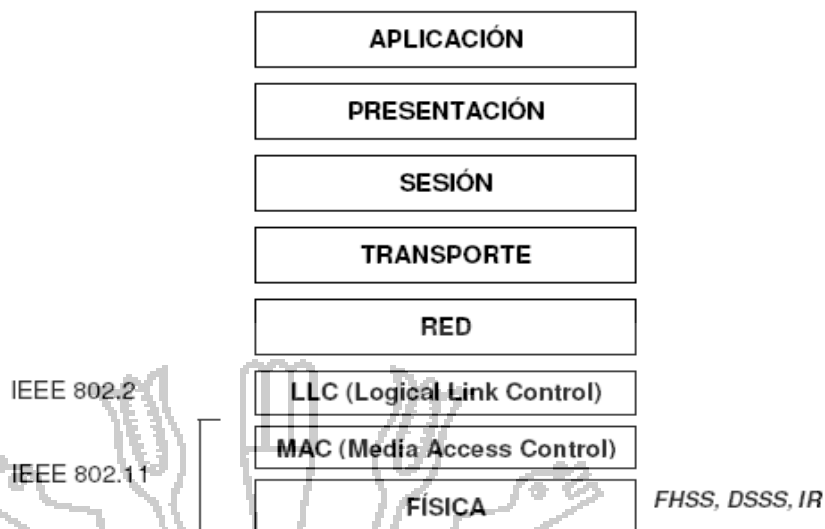 APLICACIÓN
PRESENTACIÓN
SESIÓN
TRANSPORTE
RED
IEEE 802.2
LLC (Logical Link Control)
MAC (Media Access Control)
IEEE 802.11
FÍSICA
FHSS, DSSS, IR